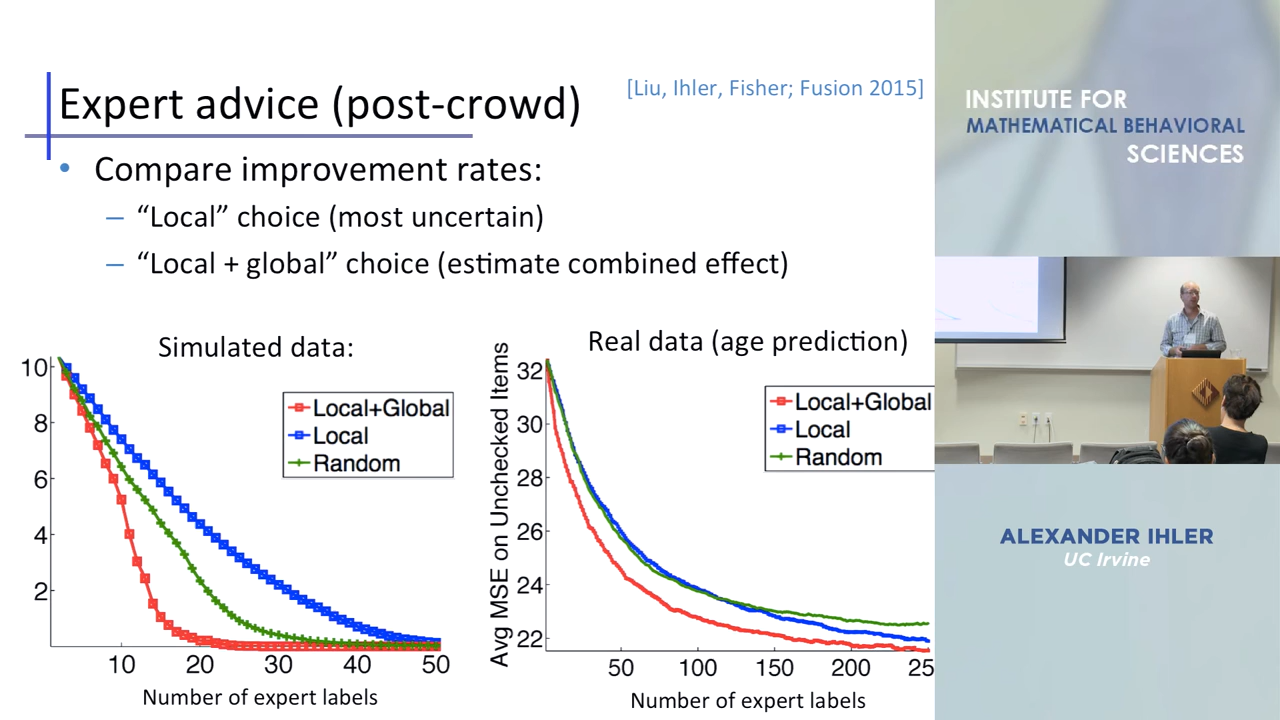 Expert advice (post-crowd)
[Liu, Ihler, Fisher; Fusion 2015]
• Compare improvement rates:
– “Local” choice (most uncertain)
– “Local + global” choice (estimate combined effect)
Simulated data:
10
8
6
4
2
Local+Global
Local
Random
10 20 30 40 50
Number of expert labels
Real data (age prediction)
Avg MSE on Unchecked Items
32
30
28
26
24
22
Local+Global
Local
Random
50 100 150 200 25
Number of expert labels
INSTITUTE FOR
MATHEMATICAL BEHAVIORAL
SCIENCES
ALEXANDER IHLER
UC Irvine